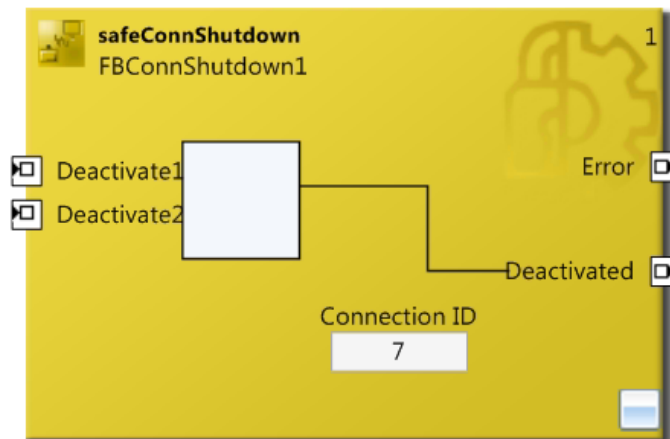 safeConnShutdown
1
FBConnShutdown1
Deactivate1
Error
Deactivate2
Deactivated
Connection ID
7